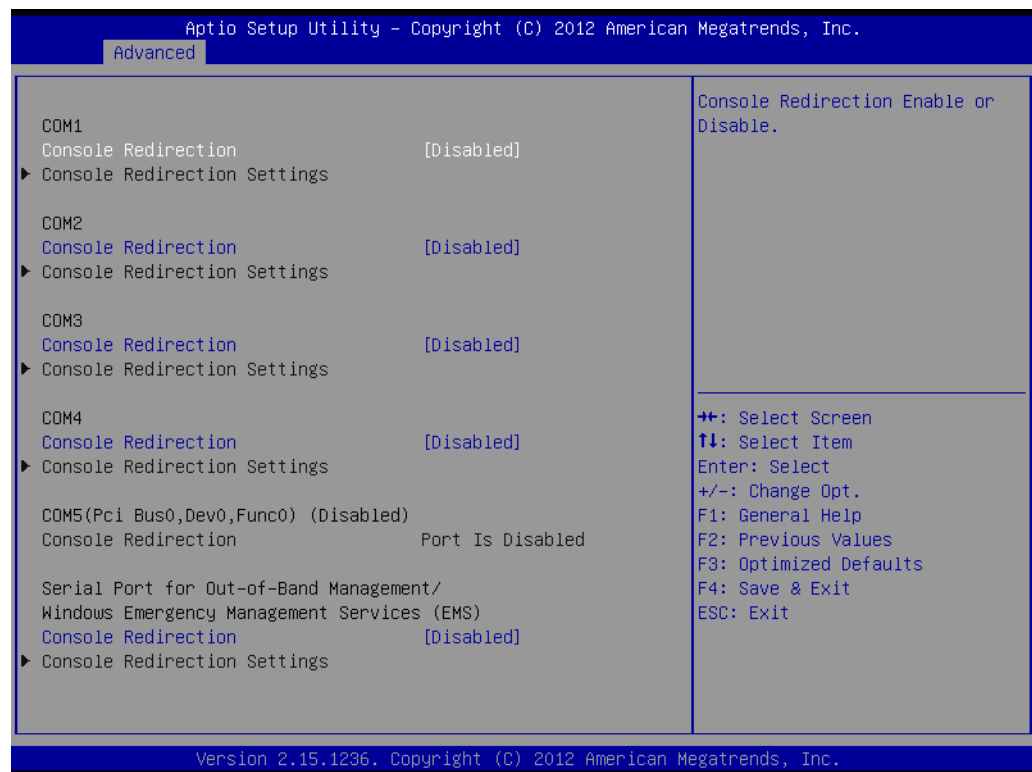 Aptio Setup Utility – Copyright (C) 2012 American Megatrends, Inc.
Advanced
COM1
Console Redirection [Disabled]
▶ Console Redirection Settings
COM2
Console Redirection [Disabled]
▶ Console Redirection Settings
COM3
Console Redirection [Disabled]
▶ Console Redirection Settings
COM4
Console Redirection [Disabled]
▶ Console Redirection Settings
COM5(Pci Bus0,Dev0,Func0) (Disabled)
Console Redirection Port Is Disabled
Serial Port for Out-of-Band Management/
Windows Emergency Management Services (EMS)
Console Redirection [Disabled]
▶ Console Redirection Settings
Console Redirection Enable or
Disable.
→←: Select Screen
↑↓: Select Item
Enter: Select
+/-: Change Opt.
F1: General Help
F2: Previous Values
F3: Optimized Defaults
F4: Save & Exit
ESC: Exit
Version 2.15.1236. Copyright (C) 2012 American Megatrends, Inc.